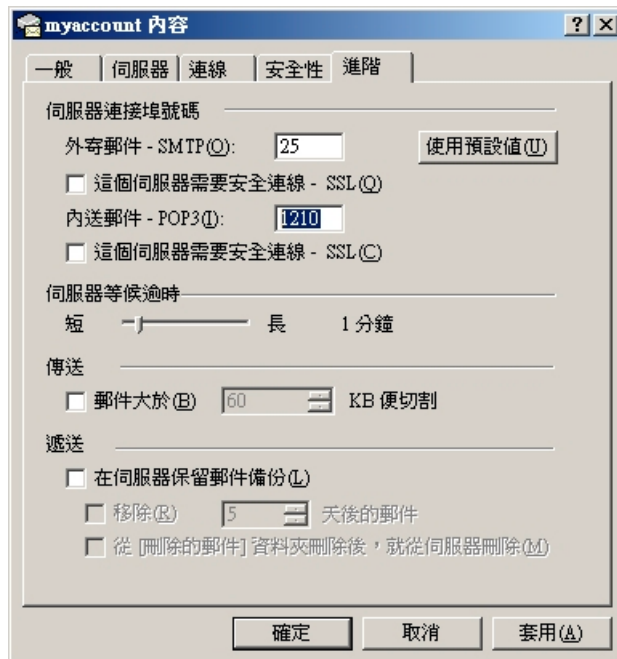 myaccount 內容
一般 伺服器 連線 安全性 進階
伺服器連接埠號碼
外寄郵件 - SMTP(O): 25 使用預設値(U)
這個伺服器需要安全連線 - SSL(Q)
內送郵件 - POP3(I): 1210
這個伺服器需要安全連線 - SSL(C)
伺服器等候逾時
短 長 1 分鐘
傳送
郵件大於(B) 60 KB 便切割
遞送
在伺服器保留郵件備份(L)
移除(R) 5 天後的郵件
從 [刪除的郵件] 資料夾刪除後，就從伺服器刪除(M)
確定 取消 套用(A)